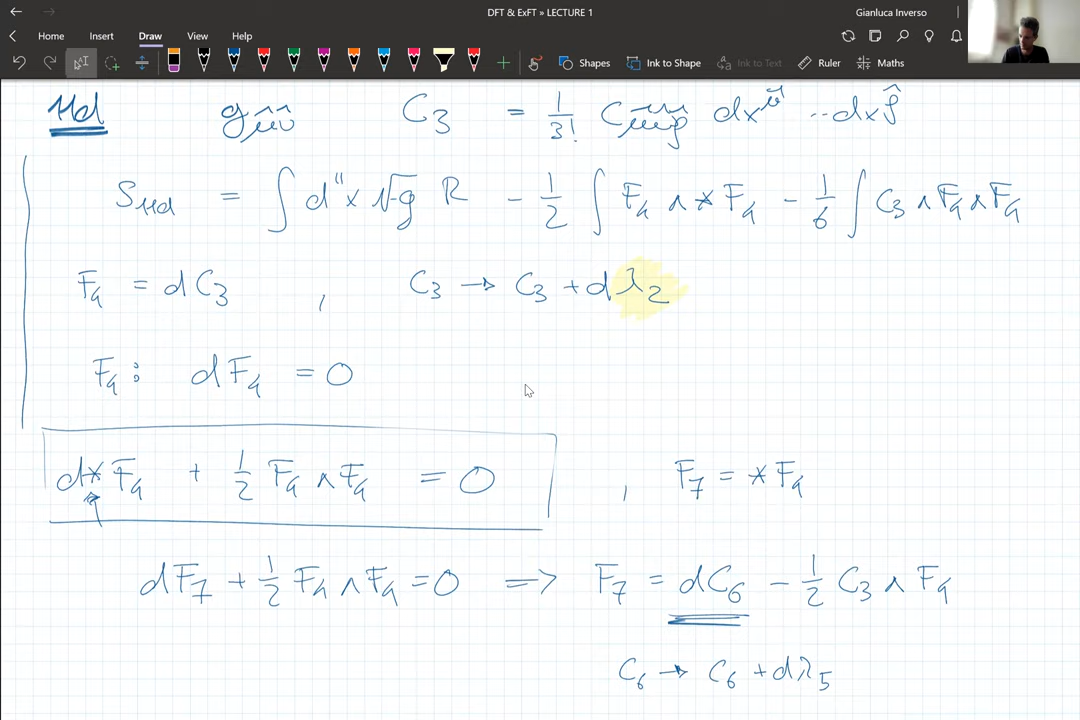 DFT & ExFT » LECTURE 1
Gianluca Inverso
Home Insert Draw View Help
Shapes Ink to Shape Ink to Text Ruler Maths
11d g_{μ̂ν̂} C_3 = 1/3! C_{μ̂ν̂ρ̂} dx^{μ̂} ..dx^{ρ̂}
S_{11d} = ∫ d^{11}x √-g R - 1/2 ∫ F_4 ∧ ⋆F_4 - 1/6 ∫ C_3 ∧ F_4 ∧ F_4
F_4 = dC_3 , C_3 → C_3 + dλ_2
F_4 : dF_4 = 0
d⋆F_4 + 1/2 F_4 ∧ F_4 = 0 , F_7 = ⋆F_4
dF_7 + 1/2 F_4 ∧ F_4 = 0 => F_7 = dC_6 - 1/2 C_3 ∧ F_4
C_6 → C_6 + dλ_5